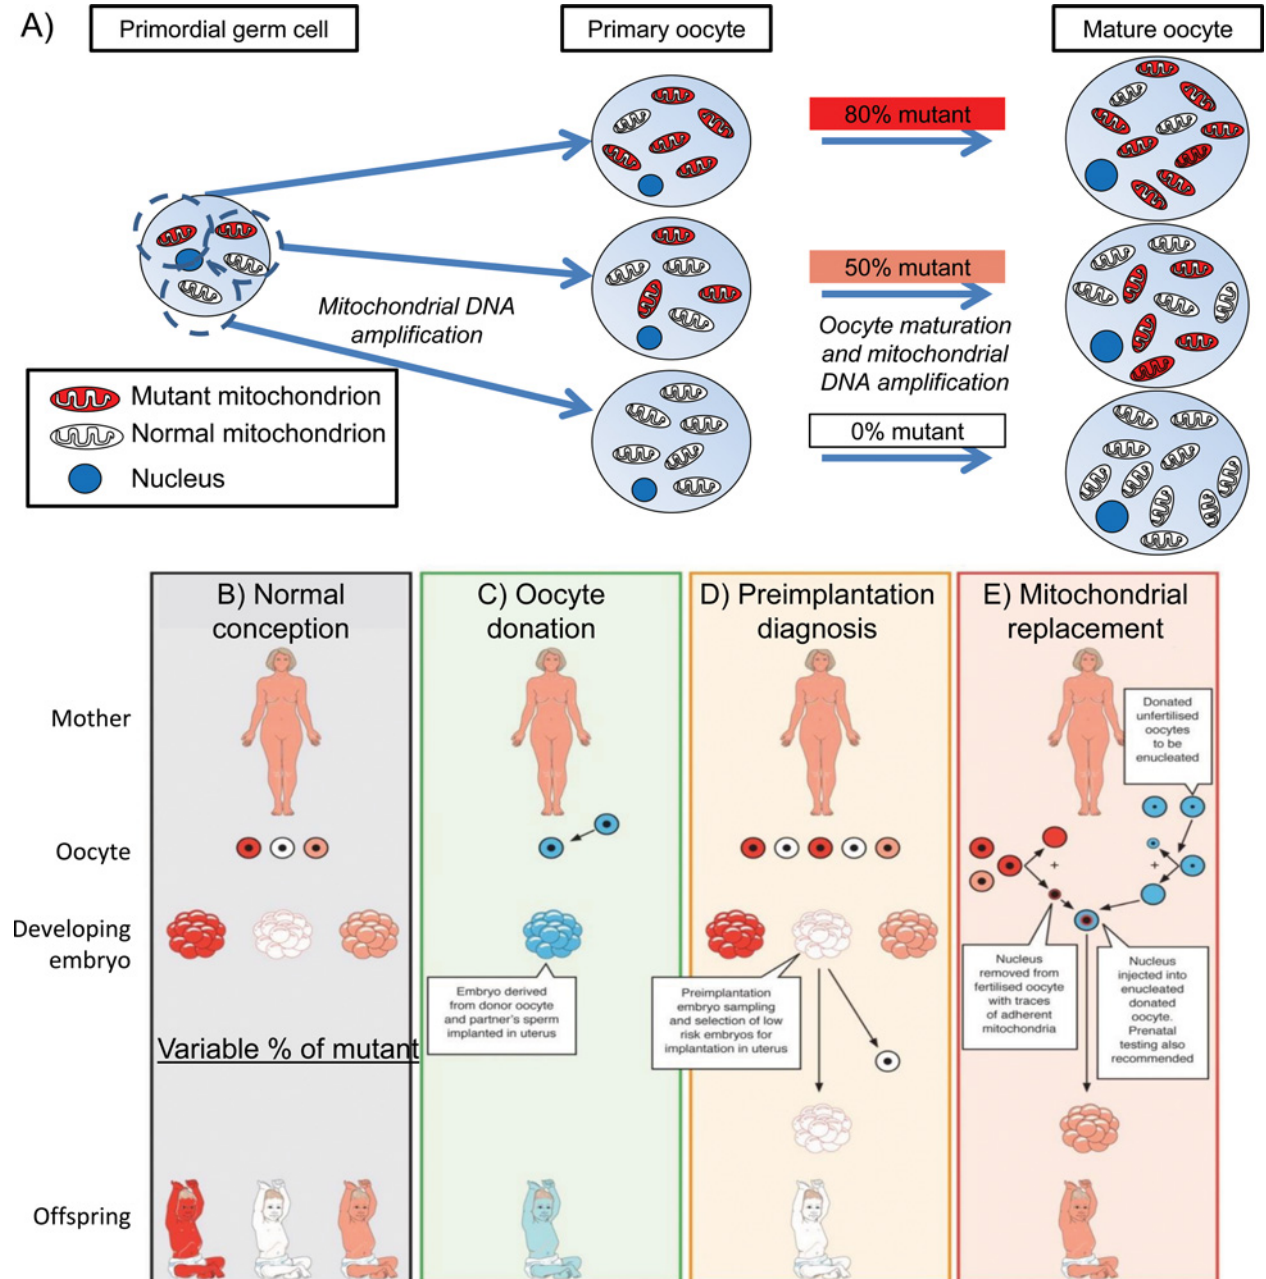 A)
Primordial germ cell
Primary oocyte
Mature oocyte
80% mutant
50% mutant
Mitochondrial DNA
amplification
Oocyte maturation
and mitochondrial
DNA amplification
0% mutant
Mutant mitochondrion
Normal mitochondrion
Nucleus
B) Normal
conception
C) Oocyte
donation
D) Preimplantation
diagnosis
E) Mitochondrial
replacement
Mother
Donated
unfertilised
oocytes
to be
enucleated
Oocyte
+
+
Developing
embryo
Embryo derived
from donor oocyte
and partner's sperm
implanted in uterus
Preimplantation
embryo sampling
and selection of low
risk embryos for
implantation in uterus
Nucleus
removed from
fertilised oocyte
with traces
of adherent
mitochondria
Nucleus
injected into
enucleated
donated
oocyte.
Prenatal
testing also
recommended
Variable % of mutant
Offspring